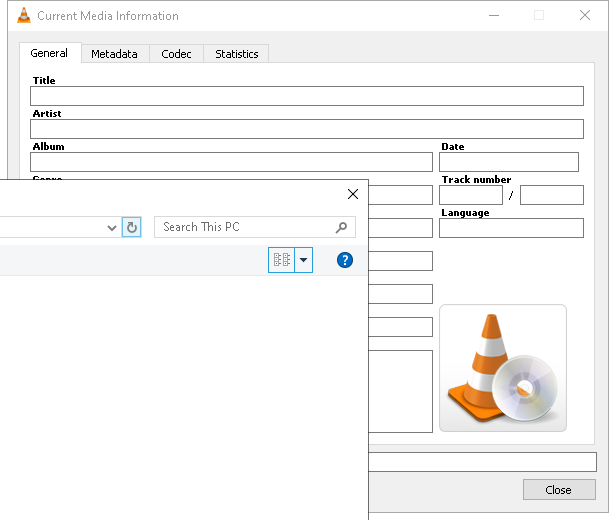 Current Media Information
General Metadata Codec Statistics
Title
Artist
Album Date
Genre Track number
/
Search This PC
Language
?
Close